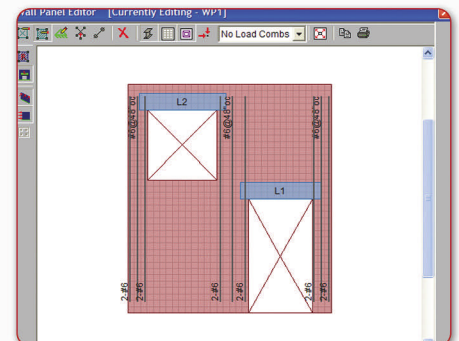 Wall Panel Editor [Currently Editing - WP1]
No Load Combs
L2
#6@48"oc
#6@48"oc
#6@48"oc
L1
2-#6
2-#6
2-#6
2-#6
2-#6
2-#6